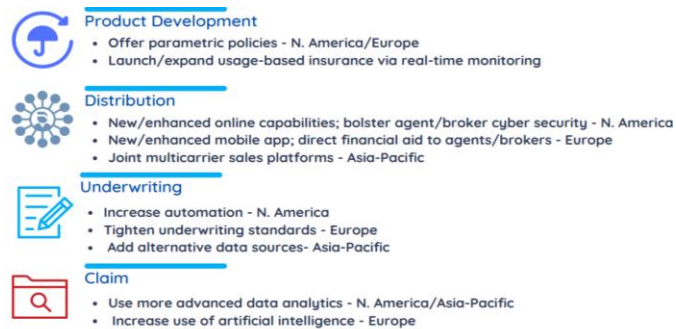 Product Development
• Offer parametric policies - N. America/Europe
• Launch/expand usage-based insurance via real-time monitoring
Distribution
• New/enhanced online capabilities; bolster agent/broker cyber security - N. America
• New/enhanced mobile app; direct financial aid to agents/brokers - Europe
• Joint multicarrier sales platforms - Asia-Pacific
Underwriting
• Increase automation - N. America
• Tighten underwriting standards - Europe
• Add alternative data sources- Asia-Pacific
Claim
• Use more advanced data analytics - N. America/Asia-Pacific
• Increase use of artificial intelligence - Europe